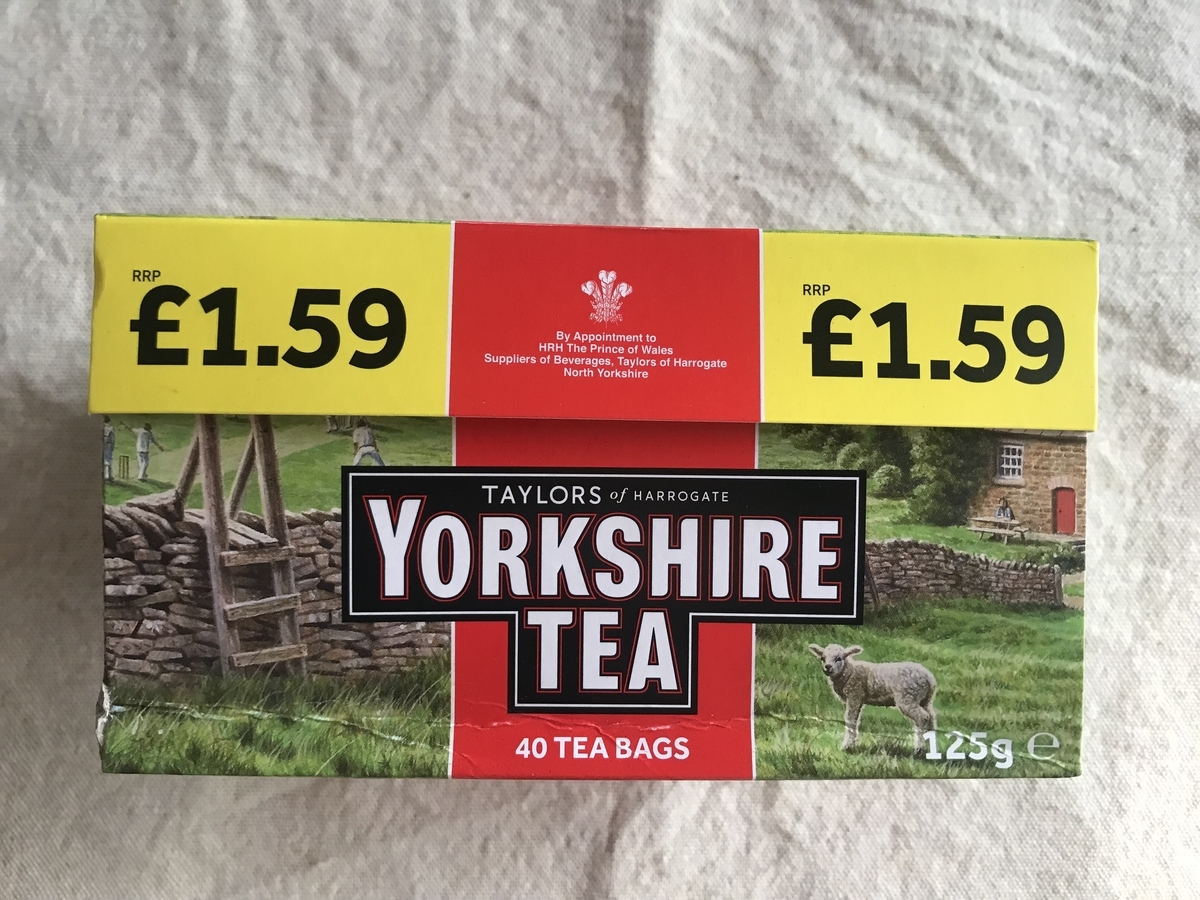 RRP
£1.59
By Appointment to
HRH The Prince of Wales
Suppliers of Beverages, Taylors of Harrogate
North Yorkshire
RRP
£1.59
TAYLORS of HARROGATE
YORKSHIRE
TEA
40 TEA BAGS
125g ℮